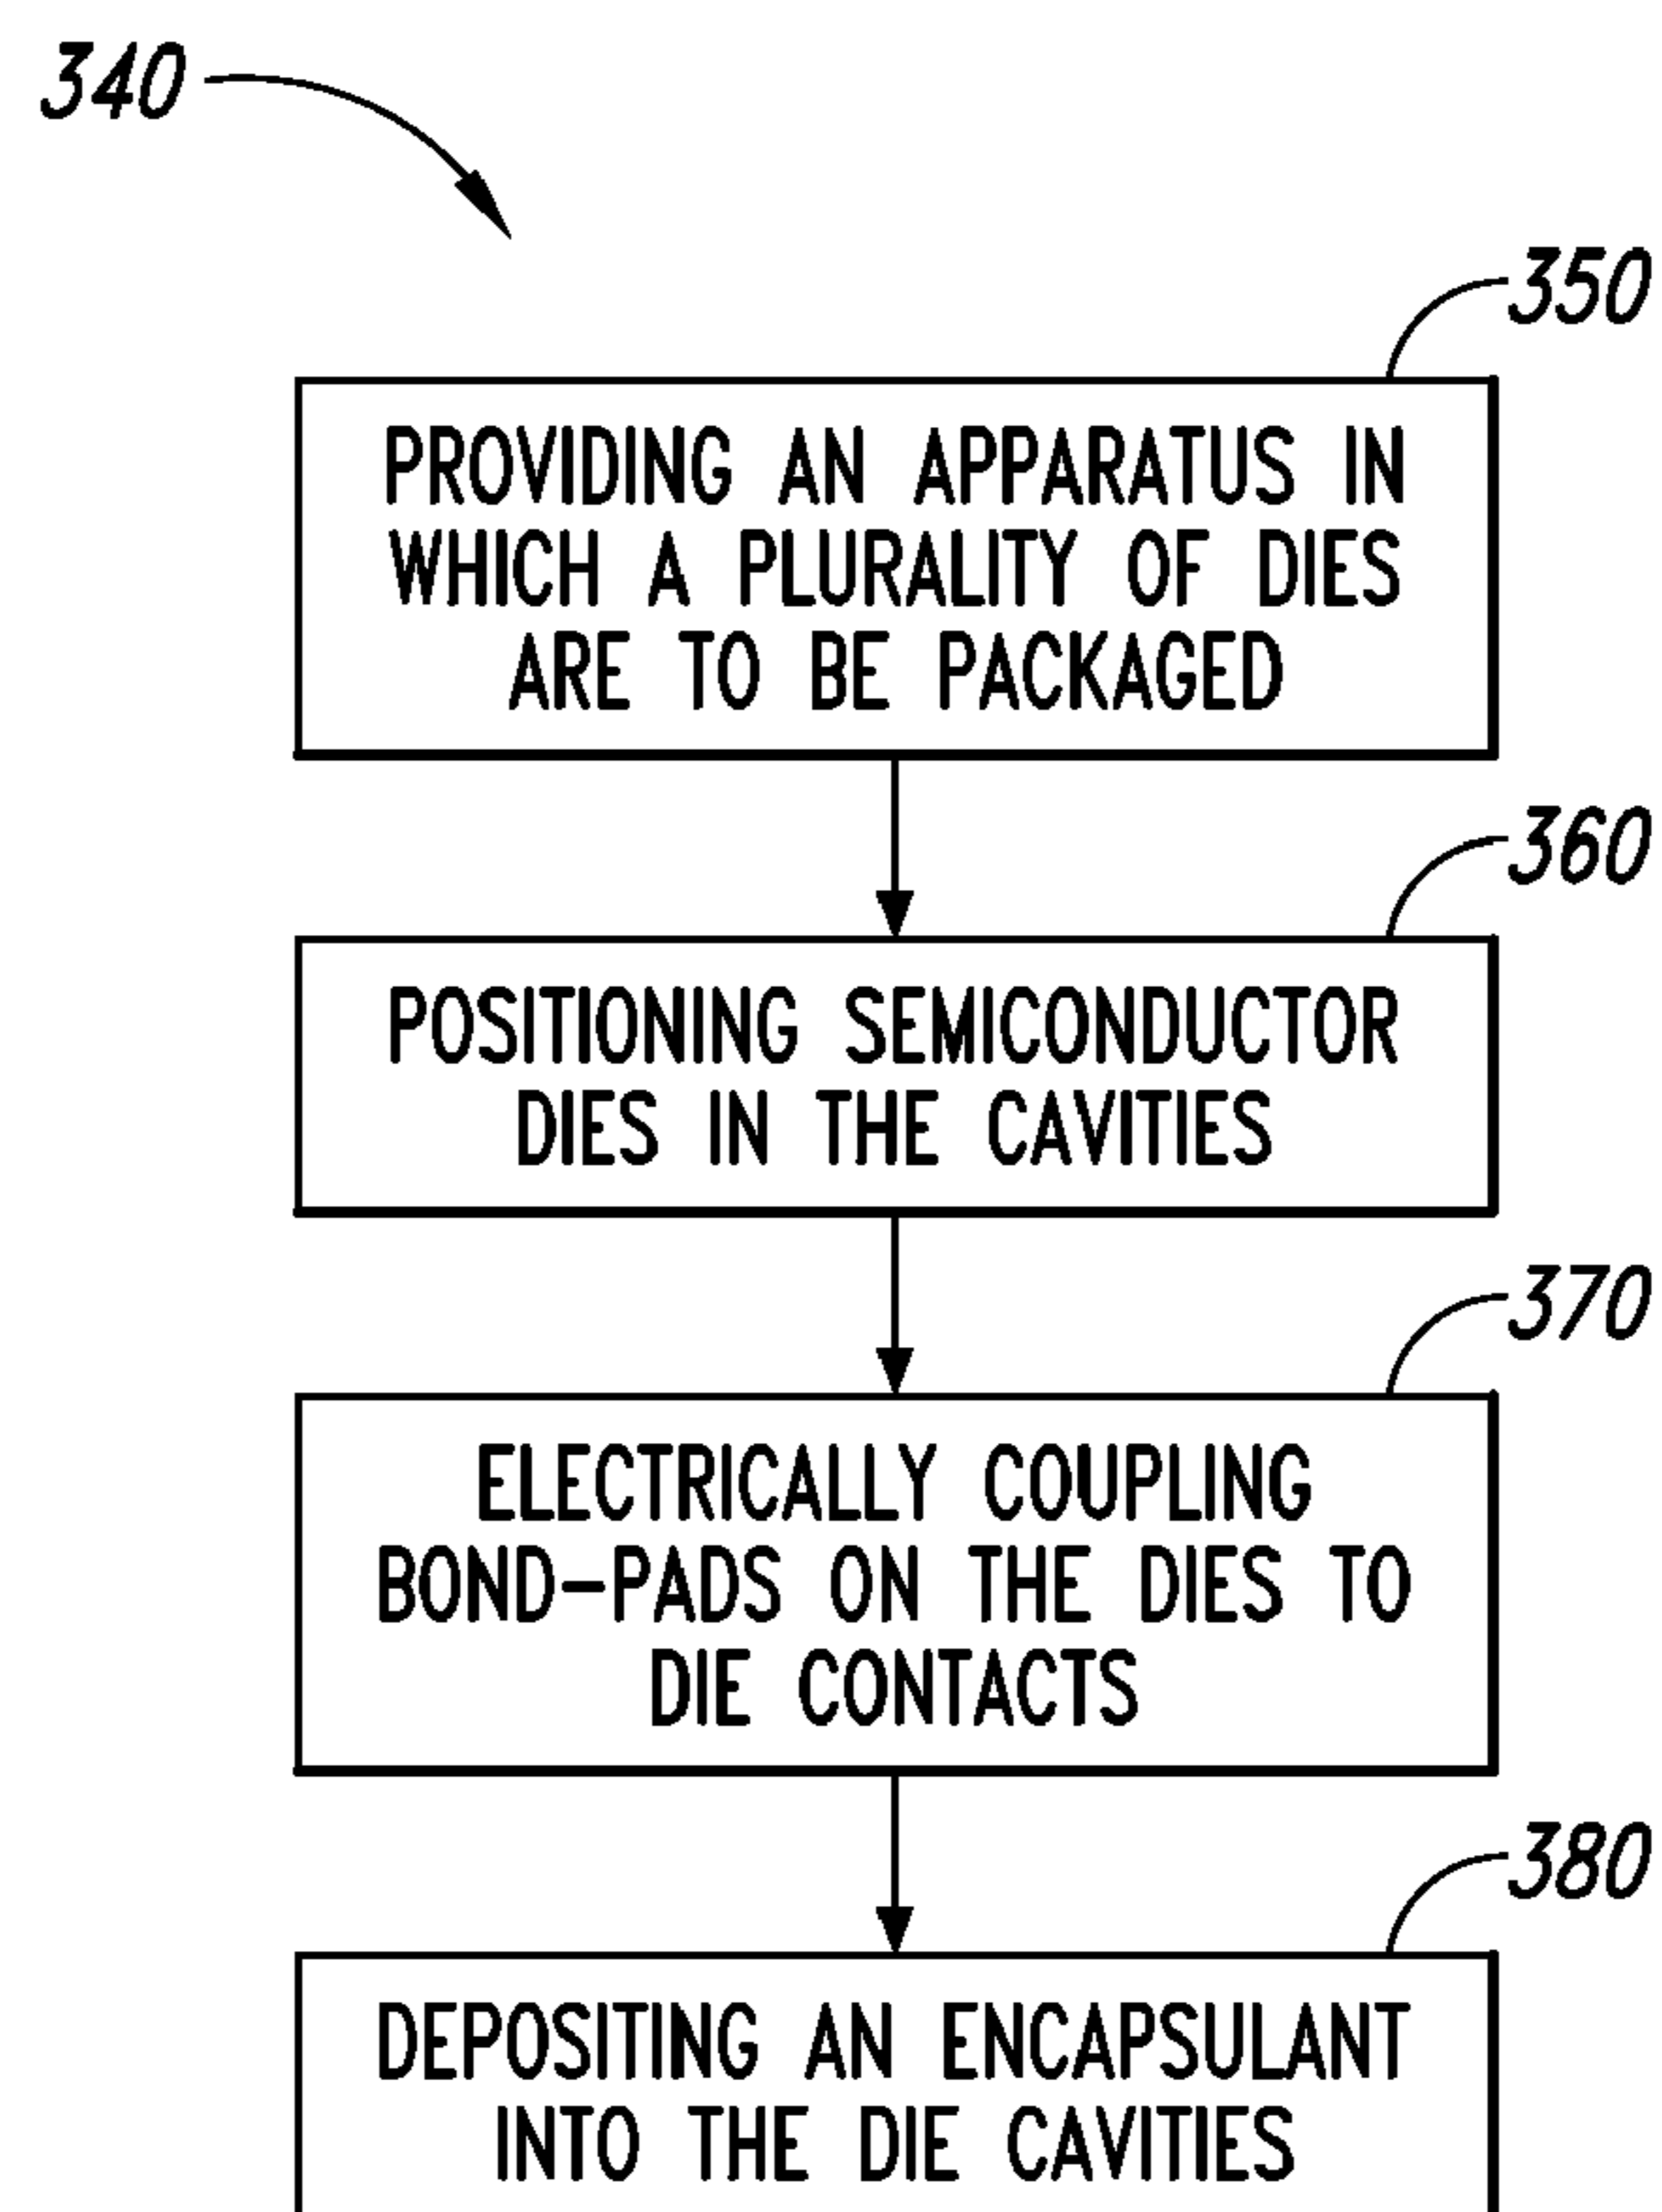 340
350
PROVIDING AN APPARATUS IN
WHICH A PLURALITY OF DIES
ARE TO BE PACKAGED
360
POSITIONING SEMICONDUCTOR
DIES IN THE CAVITIES
370
ELECTRICALLY COUPLING
BOND-PADS ON THE DIES TO
DIE CONTACTS
380
DEPOSITING AN ENCAPSULANT
INTO THE DIE CAVITIES